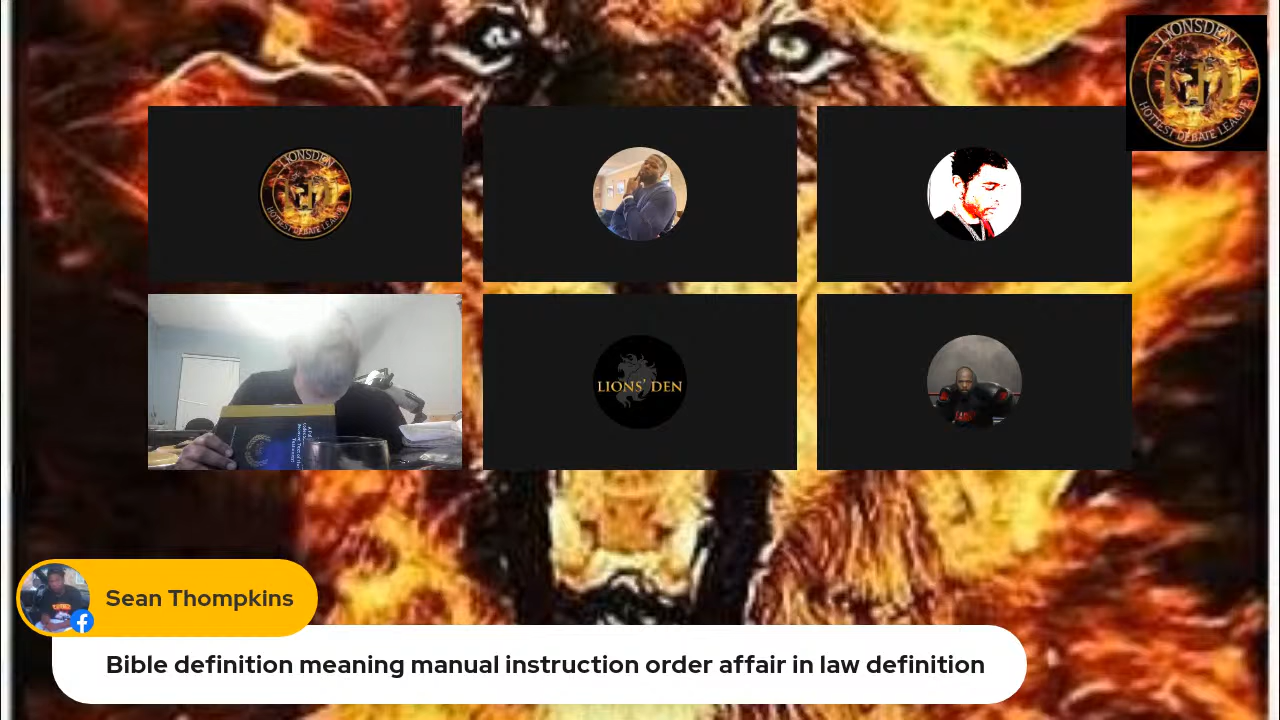 LIONSDEN
HOTTEST DEBATE LEAGUE
LIONSDEN
HOTTEST DEBATE LEAGUE
LIONS' DEN
Sean Thompkins
Bible definition meaning manual instruction order affair in law definition